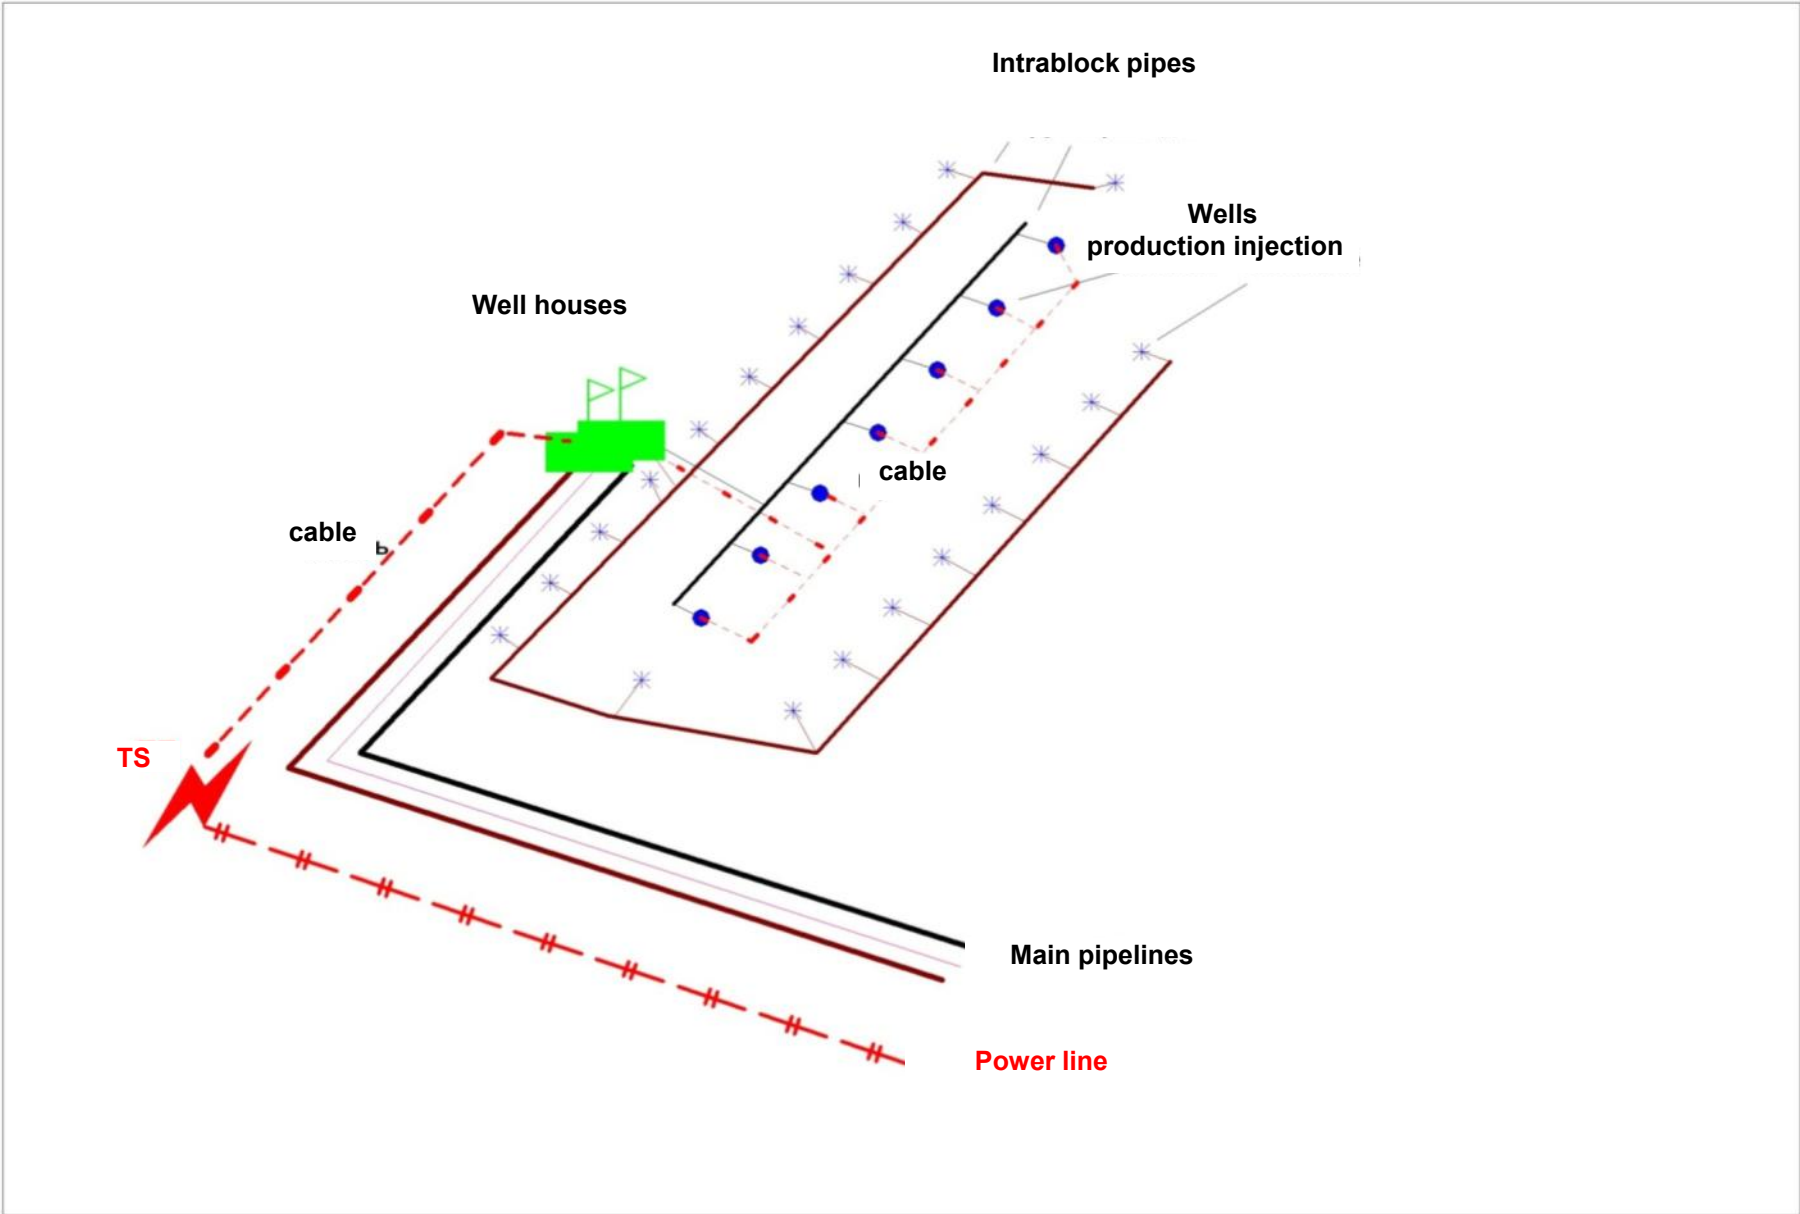 Intrablock pipes
Wells
production injection
Well houses
cable
cable
ь
TS
Main pipelines
Power line